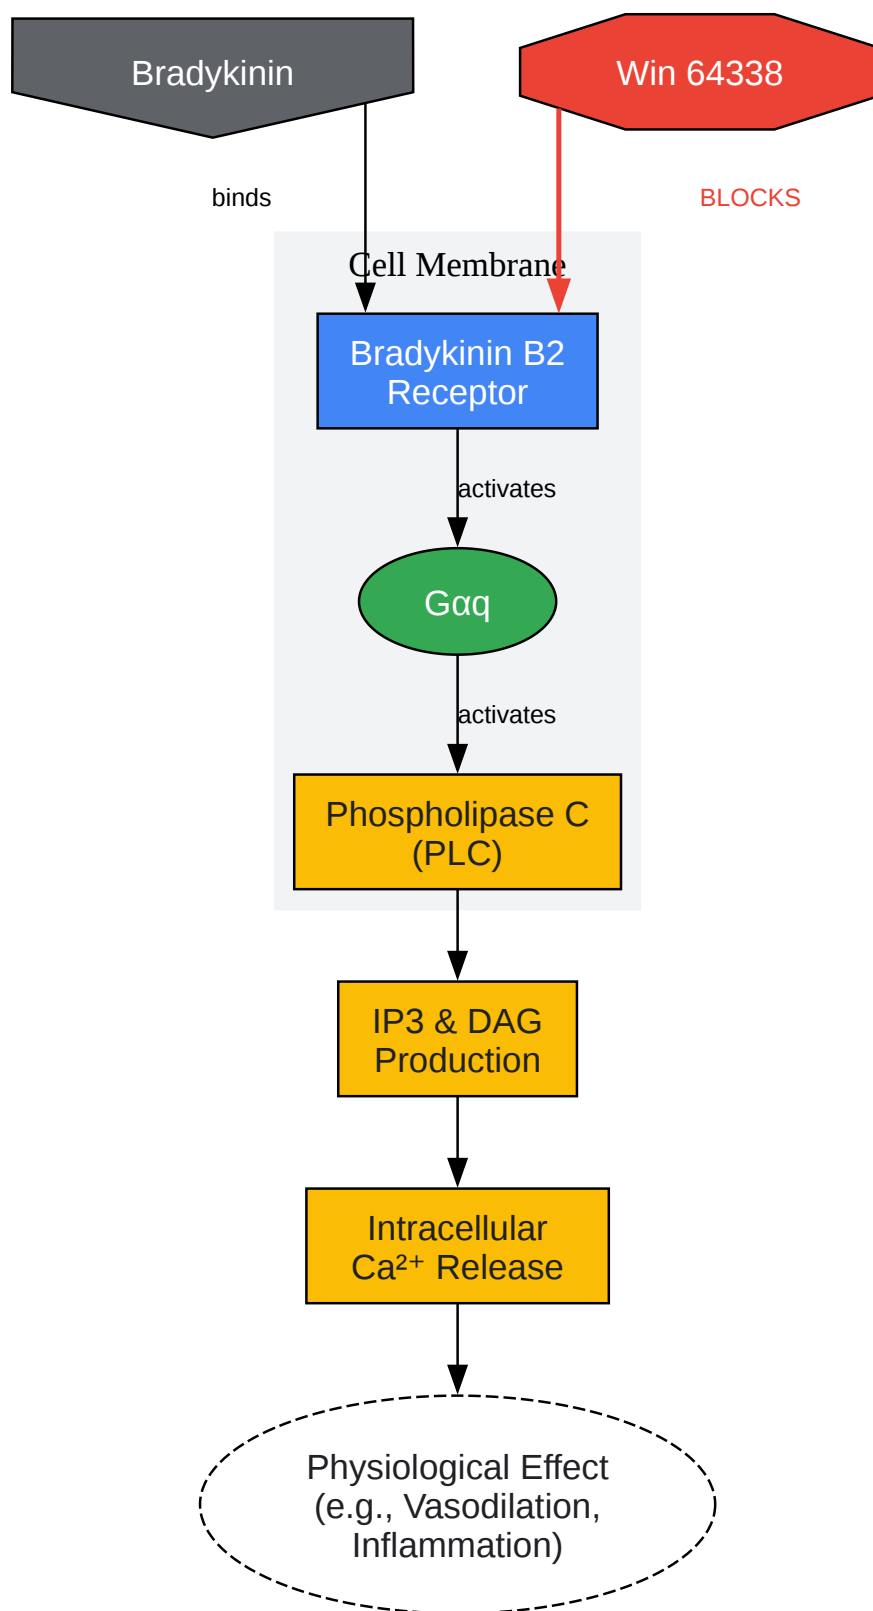 Bradykinin
Win 64338
binds
BLOCKS
Cell Membrane
Bradykinin B2
Receptor
activates
Gαq
activates
Phospholipase C
(PLC)
IP3 & DAG
Production
Intracellular
Ca²⁺ Release
Physiological Effect
(e.g., Vasodilation,
Inflammation)